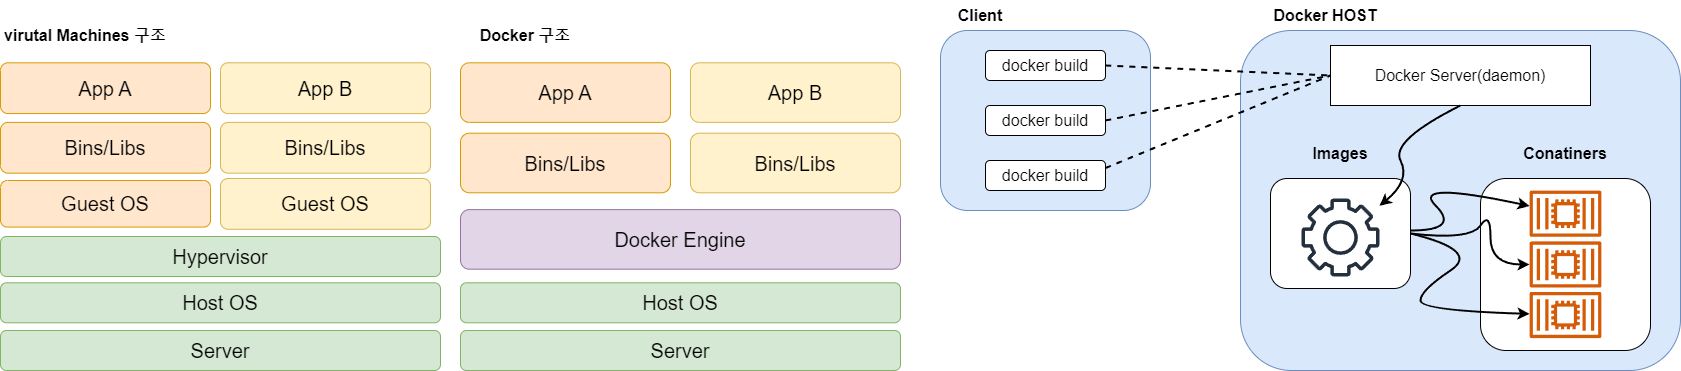 virutal Machines 구조
App A
App B
Bins/Libs
Bins/Libs
Guest OS
Guest OS
Hypervisor
Host OS
Server
Docker 구조
App A
App B
Bins/Libs
Bins/Libs
Docker Engine
Host OS
Server
Client
docker build
docker build
docker build
Docker HOST
Docker Server(daemon)
Images
Conatiners